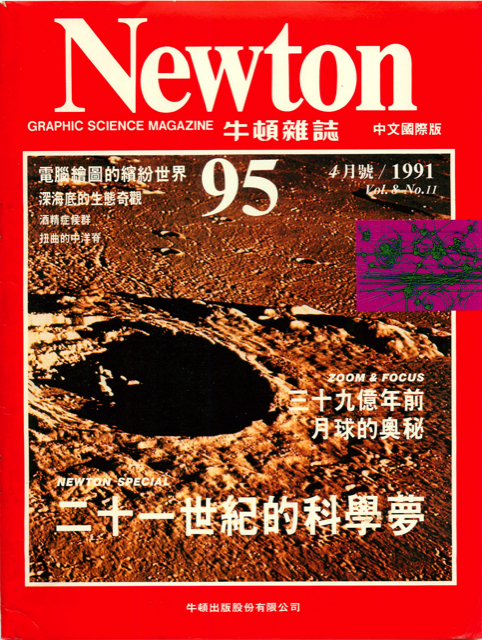 Newton
GRAPHIC SCIENCE MAGAZINE 牛頓雜誌 中文國際版
電腦繪圖的繽紛世界
深海底的生態奇觀
酒精症候群
扭曲的中洋脊
95
4月號 / 1991
Vol. 8-No.11
ZOOM & FOCUS
三十九億年前
月球的奧秘
NEWTON SPECIAL
二十一世紀的科學夢
牛頓出版股份有限公司